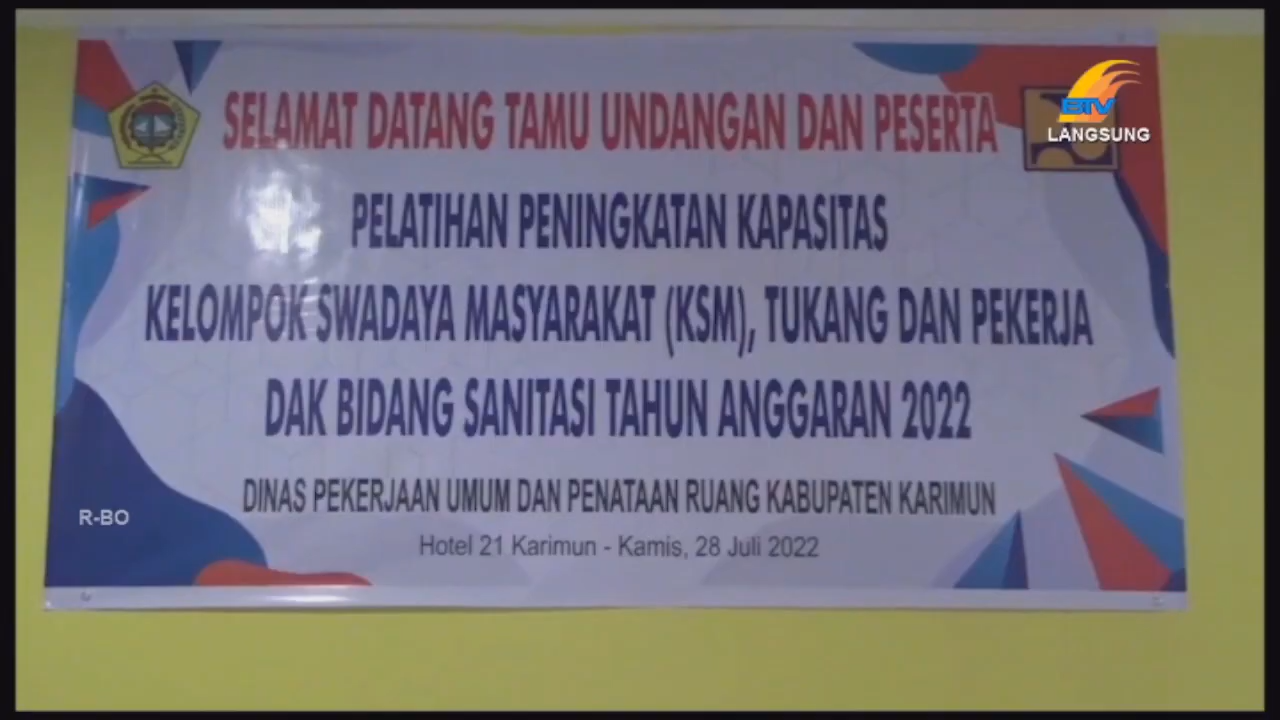 SELAMAT DATANG TAMU UNDANGAN DAN PESERTA
BTV
LANGSUNG
PELATIHAN PENINGKATAN KAPASITAS
KELOMPOK SWADAYA MASYARAKAT (KSM), TUKANG DAN PEKERJA
DAK BIDANG SANITASI TAHUN ANGGARAN 2022
DINAS PEKERJAAN UMUM DAN PENATAAN RUANG KABUPATEN KARIMUN
R-BO
Hotel 21 Karimun - Kamis, 28 Juli 2022